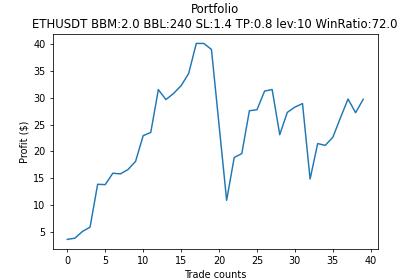 Portfolio
ETHUSDT BBM:2.0 BBL:240 SL:1.4 TP:0.8 lev:10 WinRatio:72.0
40
35
30
25
20
15
10
5
Profit ($)
0 5 10 15 20 25 30 35 40
Trade counts